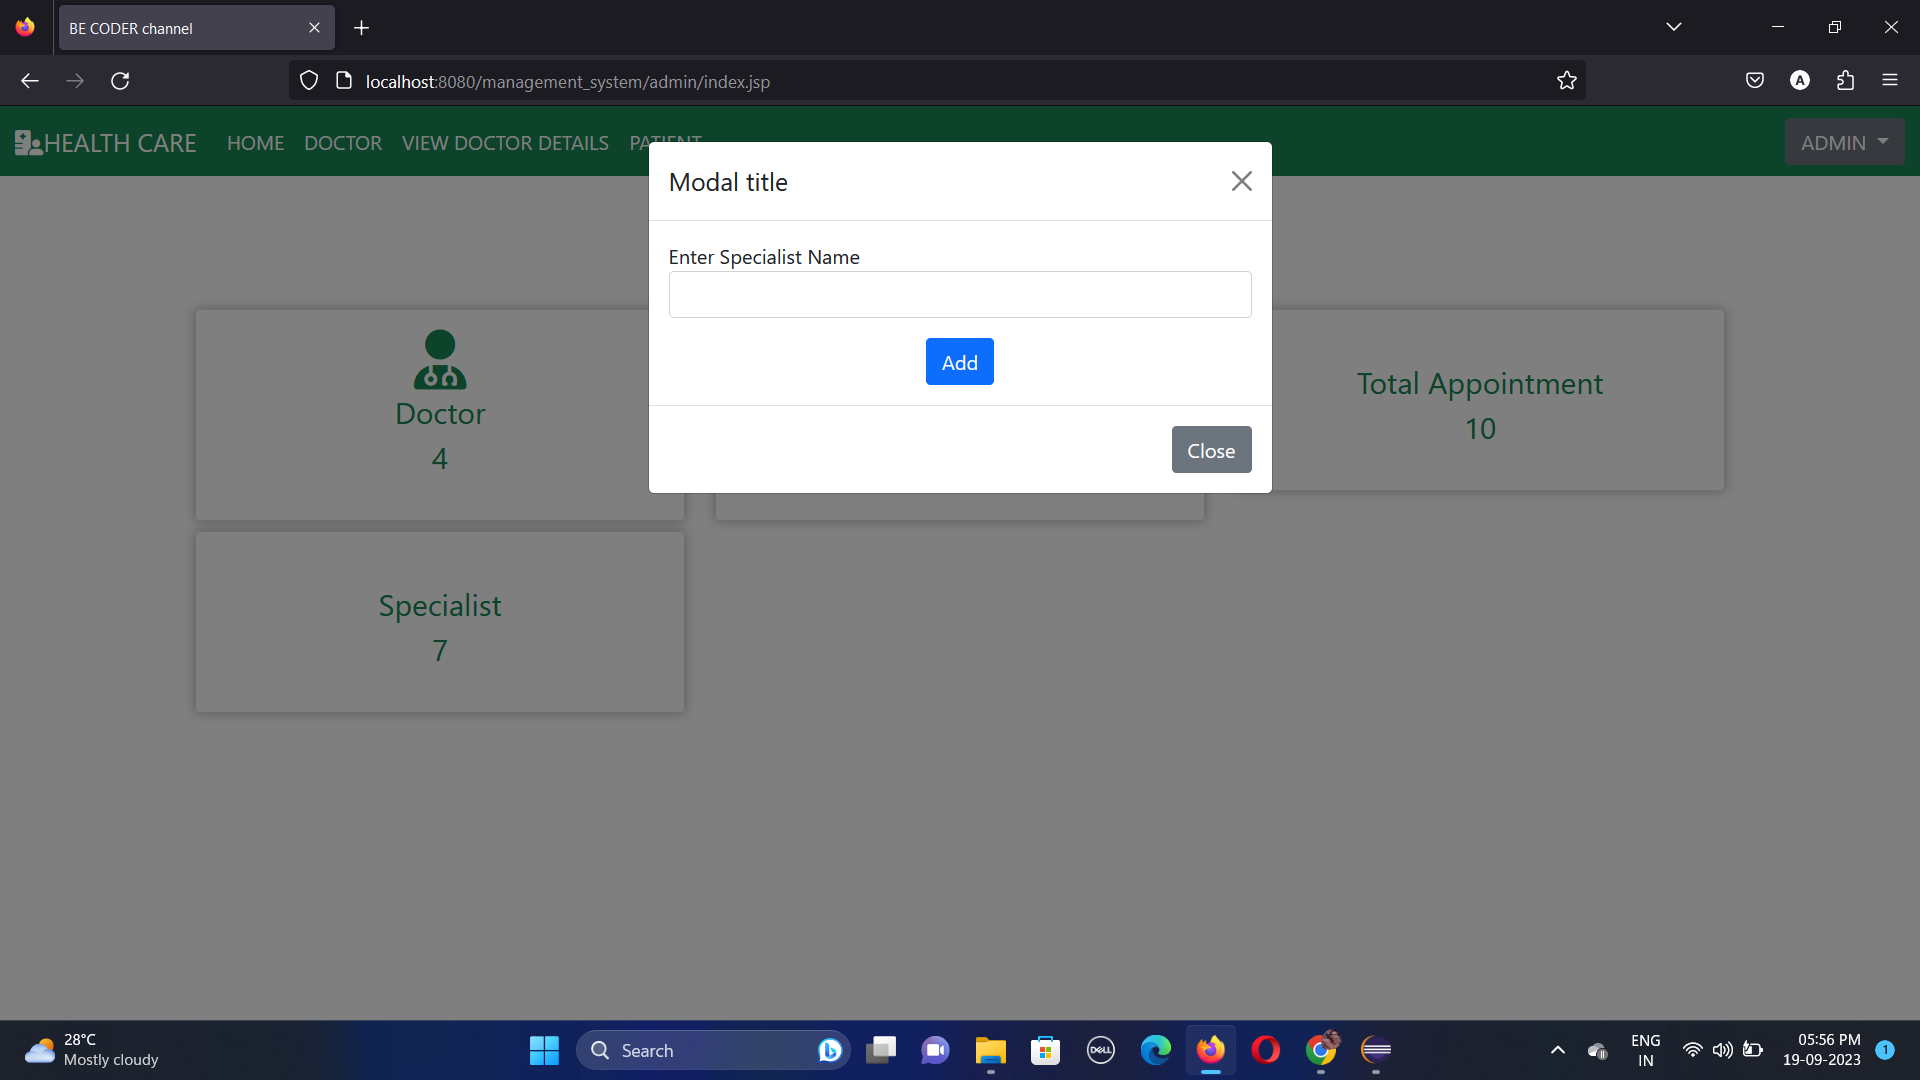 BE CODER channel
localhost:8080/management_system/admin/index.jsp
A
HEALTH CARE HOME DOCTOR VIEW DOCTOR DETAILS PATIENT ADMIN
Modal title
Enter Specialist Name
Add
Close
Doctor
4
Total Appointment
10
Specialist
7
28°C
Mostly cloudy
Search
DELL
ENG
IN
05:56 PM
19-09-2023
1